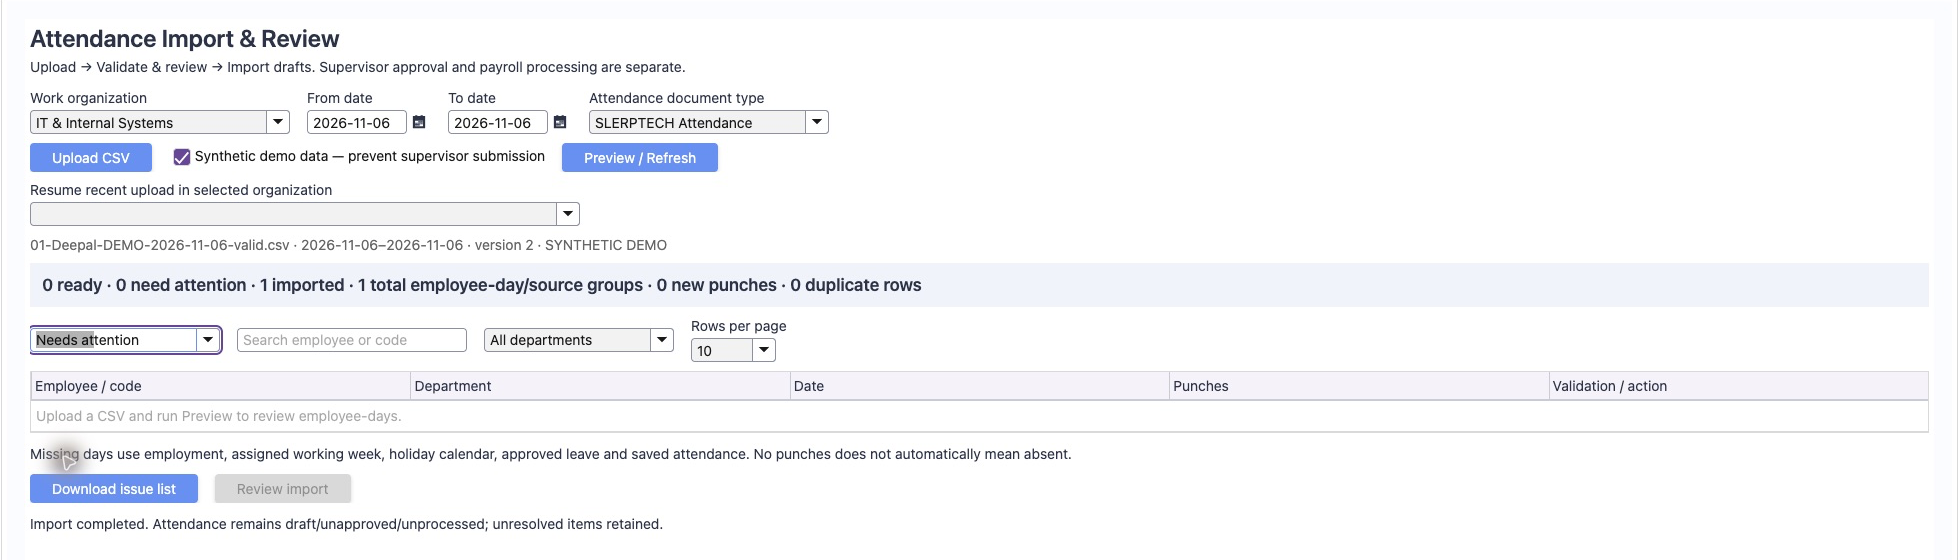 Attendance Import & Review
Upload → Validate & review → Import drafts. Supervisor approval and payroll processing are separate.
Work organization From date To date Attendance document type
IT & Internal Systems 2026-11-06 2026-11-06 SLERPTECH Attendance
Upload CSV Synthetic demo data — prevent supervisor submission Preview / Refresh
Resume recent upload in selected organization
01-Deepal-DEMO-2026-11-06-valid.csv · 2026-11-06–2026-11-06 · version 2 · SYNTHETIC DEMO
0 ready · 0 need attention · 1 imported · 1 total employee-day/source groups · 0 new punches · 0 duplicate rows
Rows per page
Needs attention Search employee or code All departments 10
Employee / code Department Date Punches Validation / action
Upload a CSV and run Preview to review employee-days.
Missing days use employment, assigned working week, holiday calendar, approved leave and saved attendance. No punches does not automatically mean absent.
Download issue list Review import
Import completed. Attendance remains draft/unapproved/unprocessed; unresolved items retained.